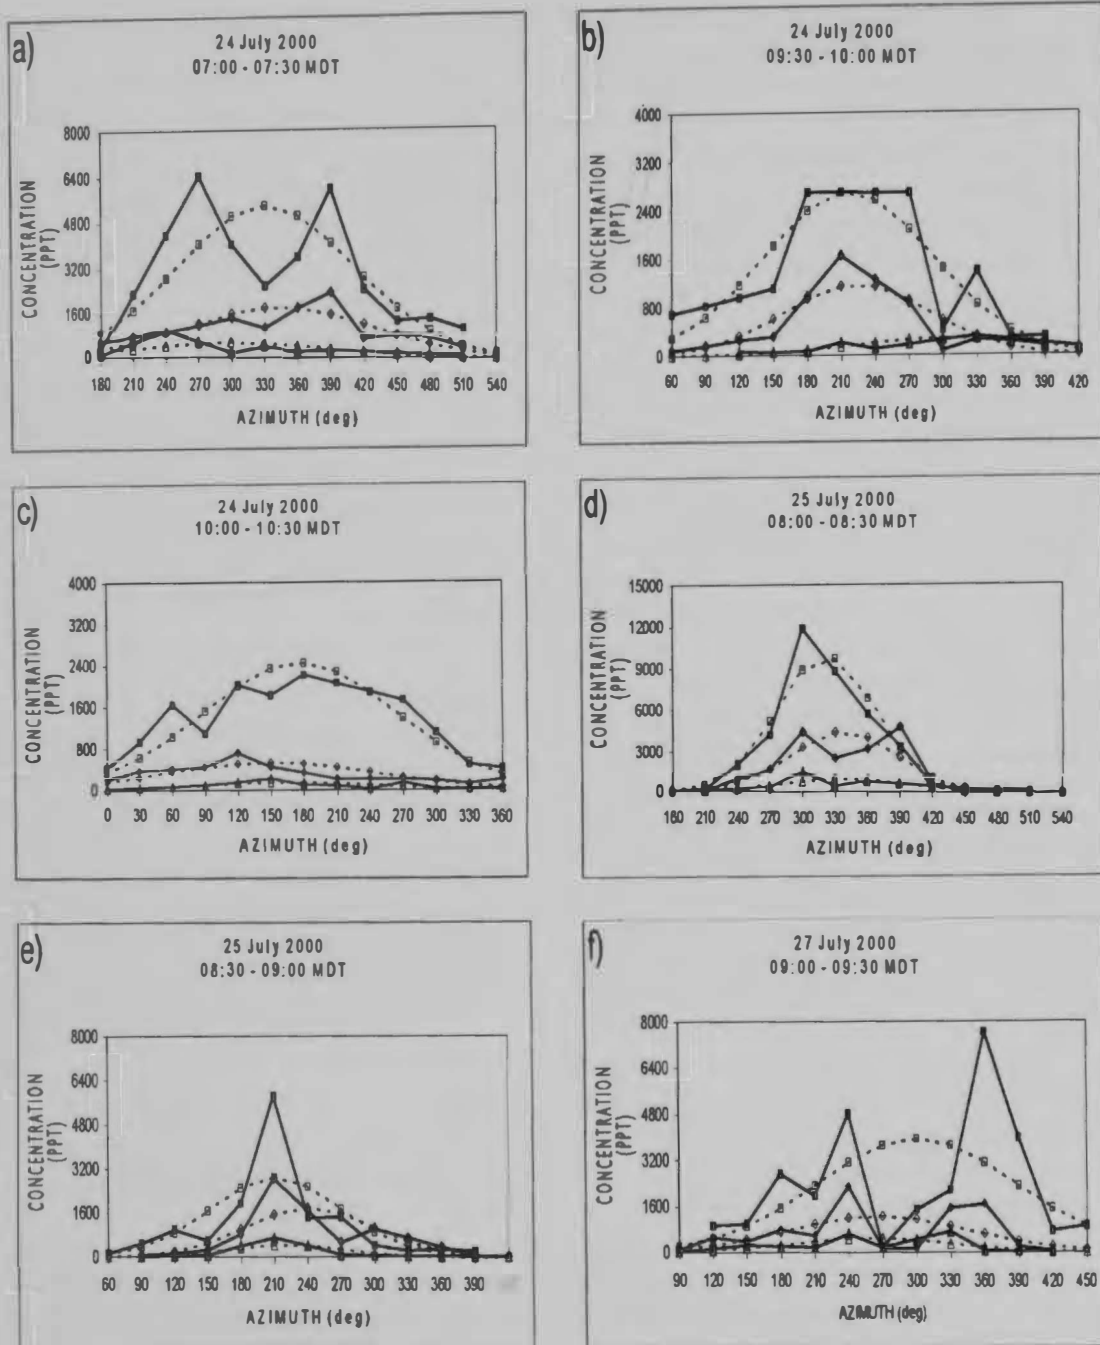 a)
24 July 2000
07:00 - 07:30 MDT
CONCENTRATION
(PPT)
8000
6400
4800
3200
1600
0
180 210 240 270 300 330 360 390 420 450 480 510 540
AZIMUTH (deg)
b)
24 July 2000
09:30 - 10:00 MDT
CONCENTRATION
(PPT)
4000
3200
2400
1600
800
0
60 90 120 150 180 210 240 270 300 330 360 390 420
AZIMUTH (deg)
c)
24 July 2000
10:00 - 10:30 MDT
CONCENTRATION
(PPT)
4000
3200
2400
1600
800
0
0 30 60 90 120 150 180 210 240 270 300 330 360
AZIMUTH (deg)
d)
25 July 2000
08:00 - 08:30 MDT
CONCENTRATION
(PPT)
15000
12000
9000
6000
3000
0
180 210 240 270 300 330 360 390 420 450 480 510 540
AZIMUTH (deg)
e)
25 July 2000
08:30 - 09:00 MDT
CONCENTRATION
(PPT)
8000
6400
4800
3200
1600
0
60 90 120 150 180 210 240 270 300 330 360 390
AZIMUTH (deg)
f)
27 July 2000
09:00 - 09:30 MDT
CONCENTRATION
(PPT)
8000
6400
4800
3200
1600
0
90 120 150 180 210 240 270 300 330 360 390 420 450
AZIMUTH (deg)